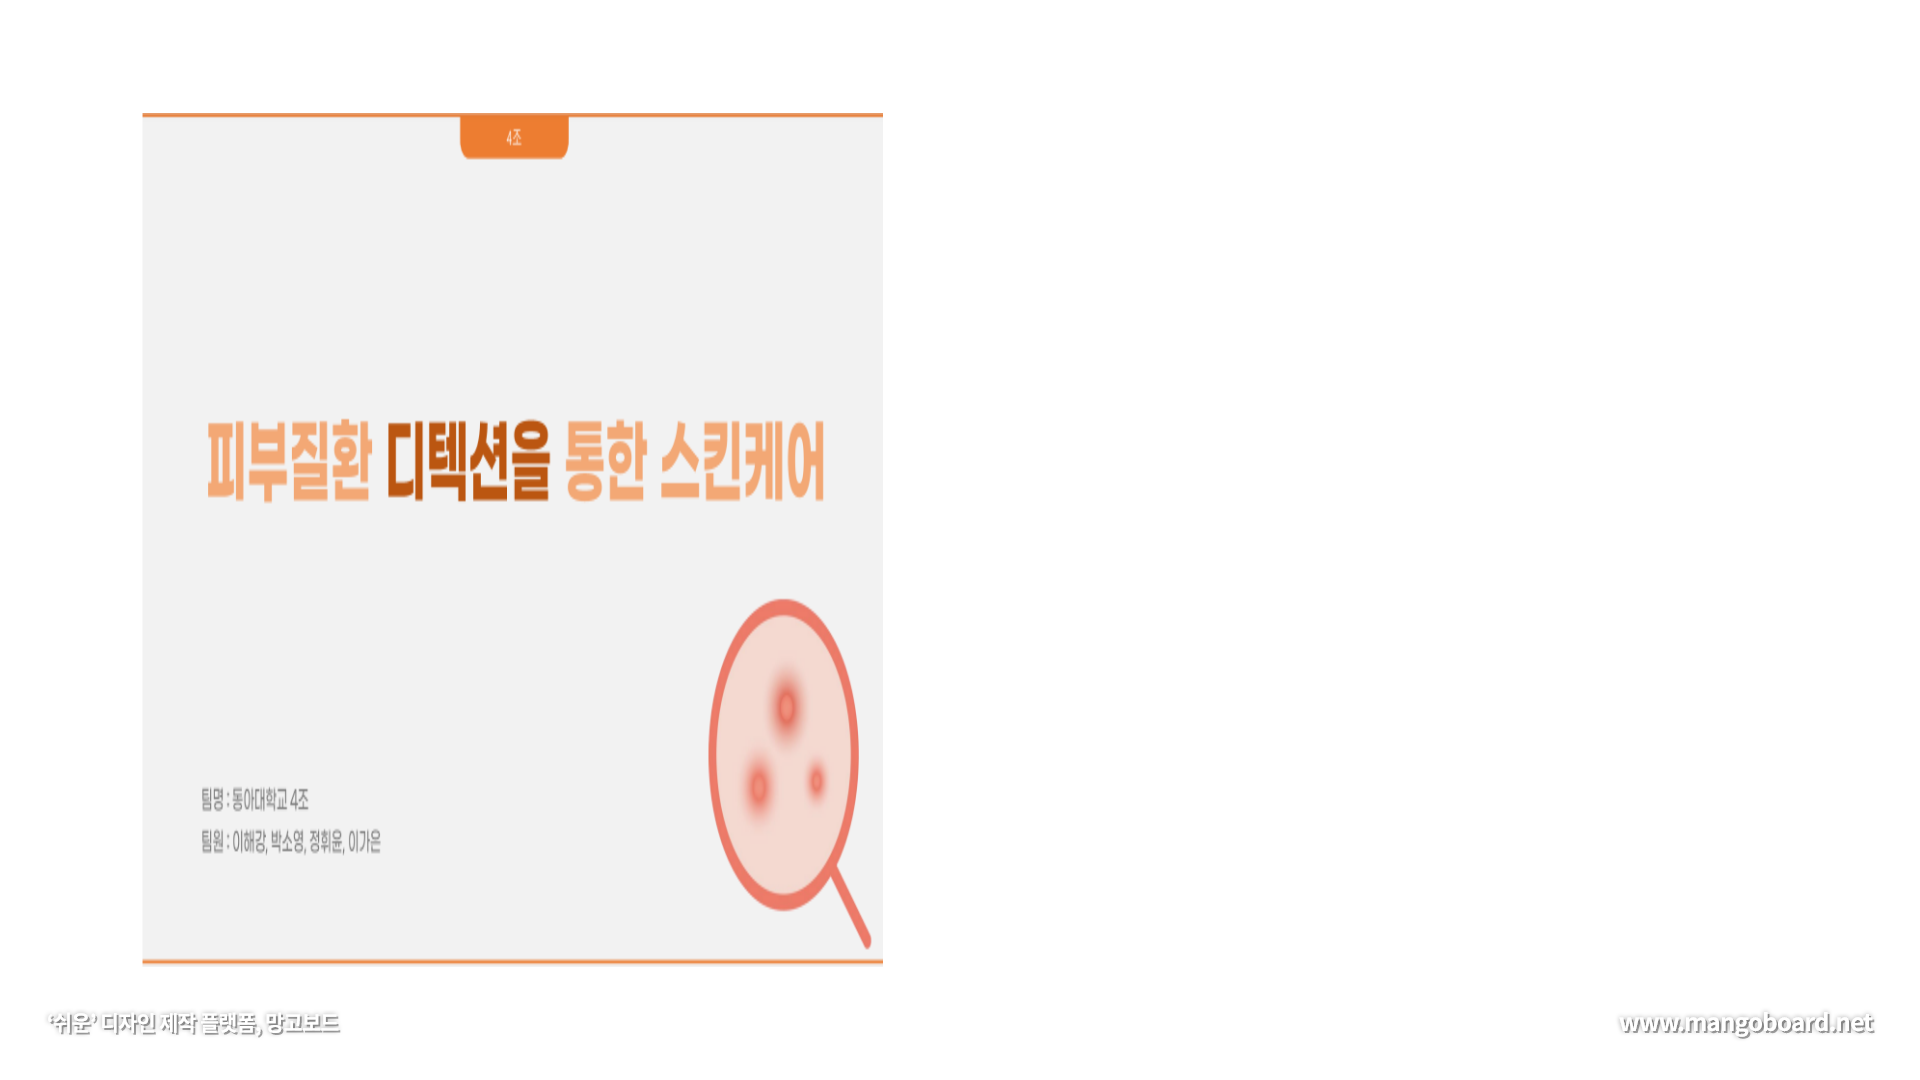 4조
피부질환 디텍션을 통한 스킨케어
팀명 : 동아대학교 4조
팀원 : 이해강, 박소영, 정휘윤, 이가은
‘쉬운’ 디자인 제작 플랫폼, 망고보드
www.mangoboard.net